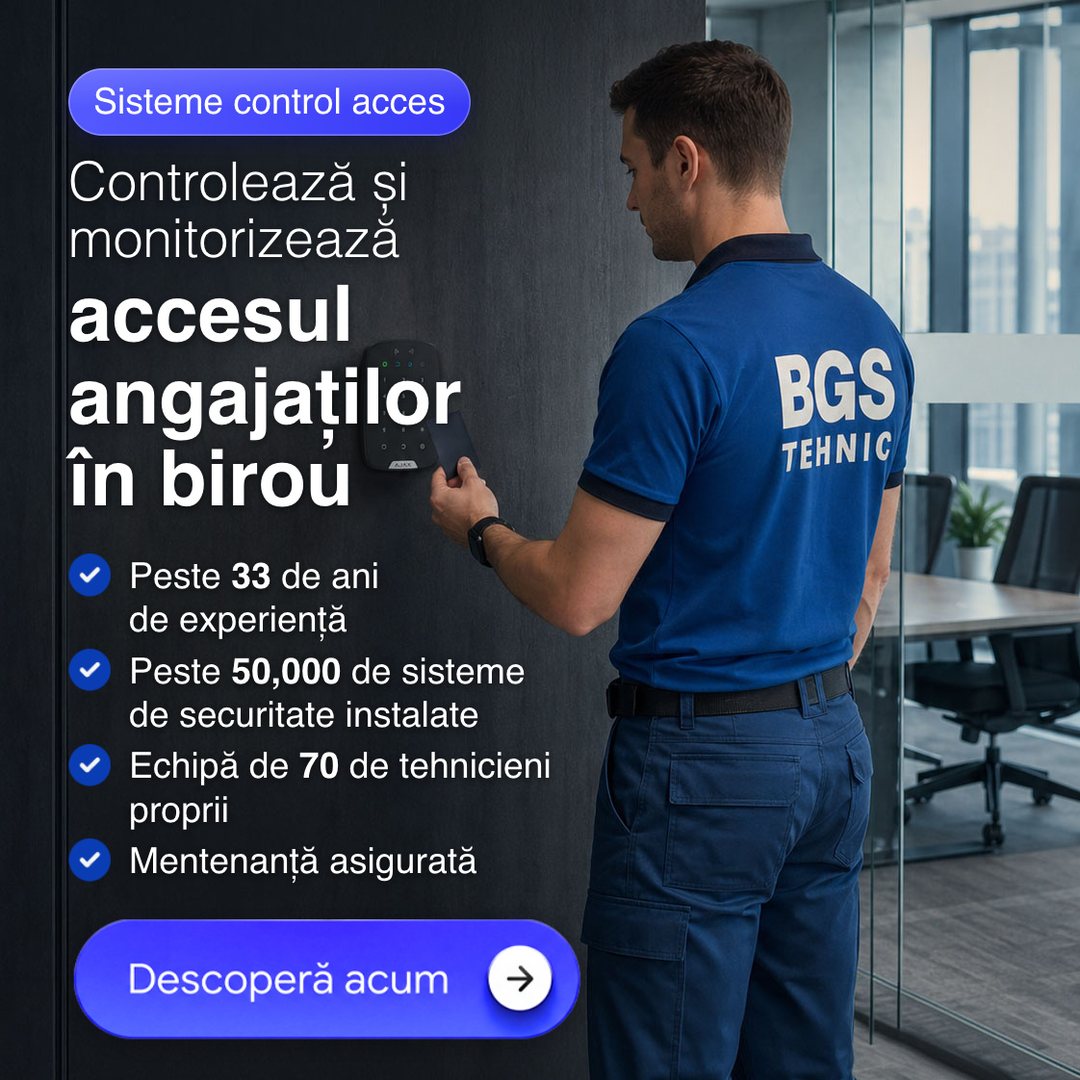 Sisteme control acces
Controlează și
monitorizează
accesul
angajaților
în birou
AJAX
BGS
TEHNIC
Peste 33 de ani
de experiență
Peste 50,000 de sisteme
de securitate instalate
Echipă de 70 de tehnicieni
proprii
Mentenanță asigurată
Descoperă acum